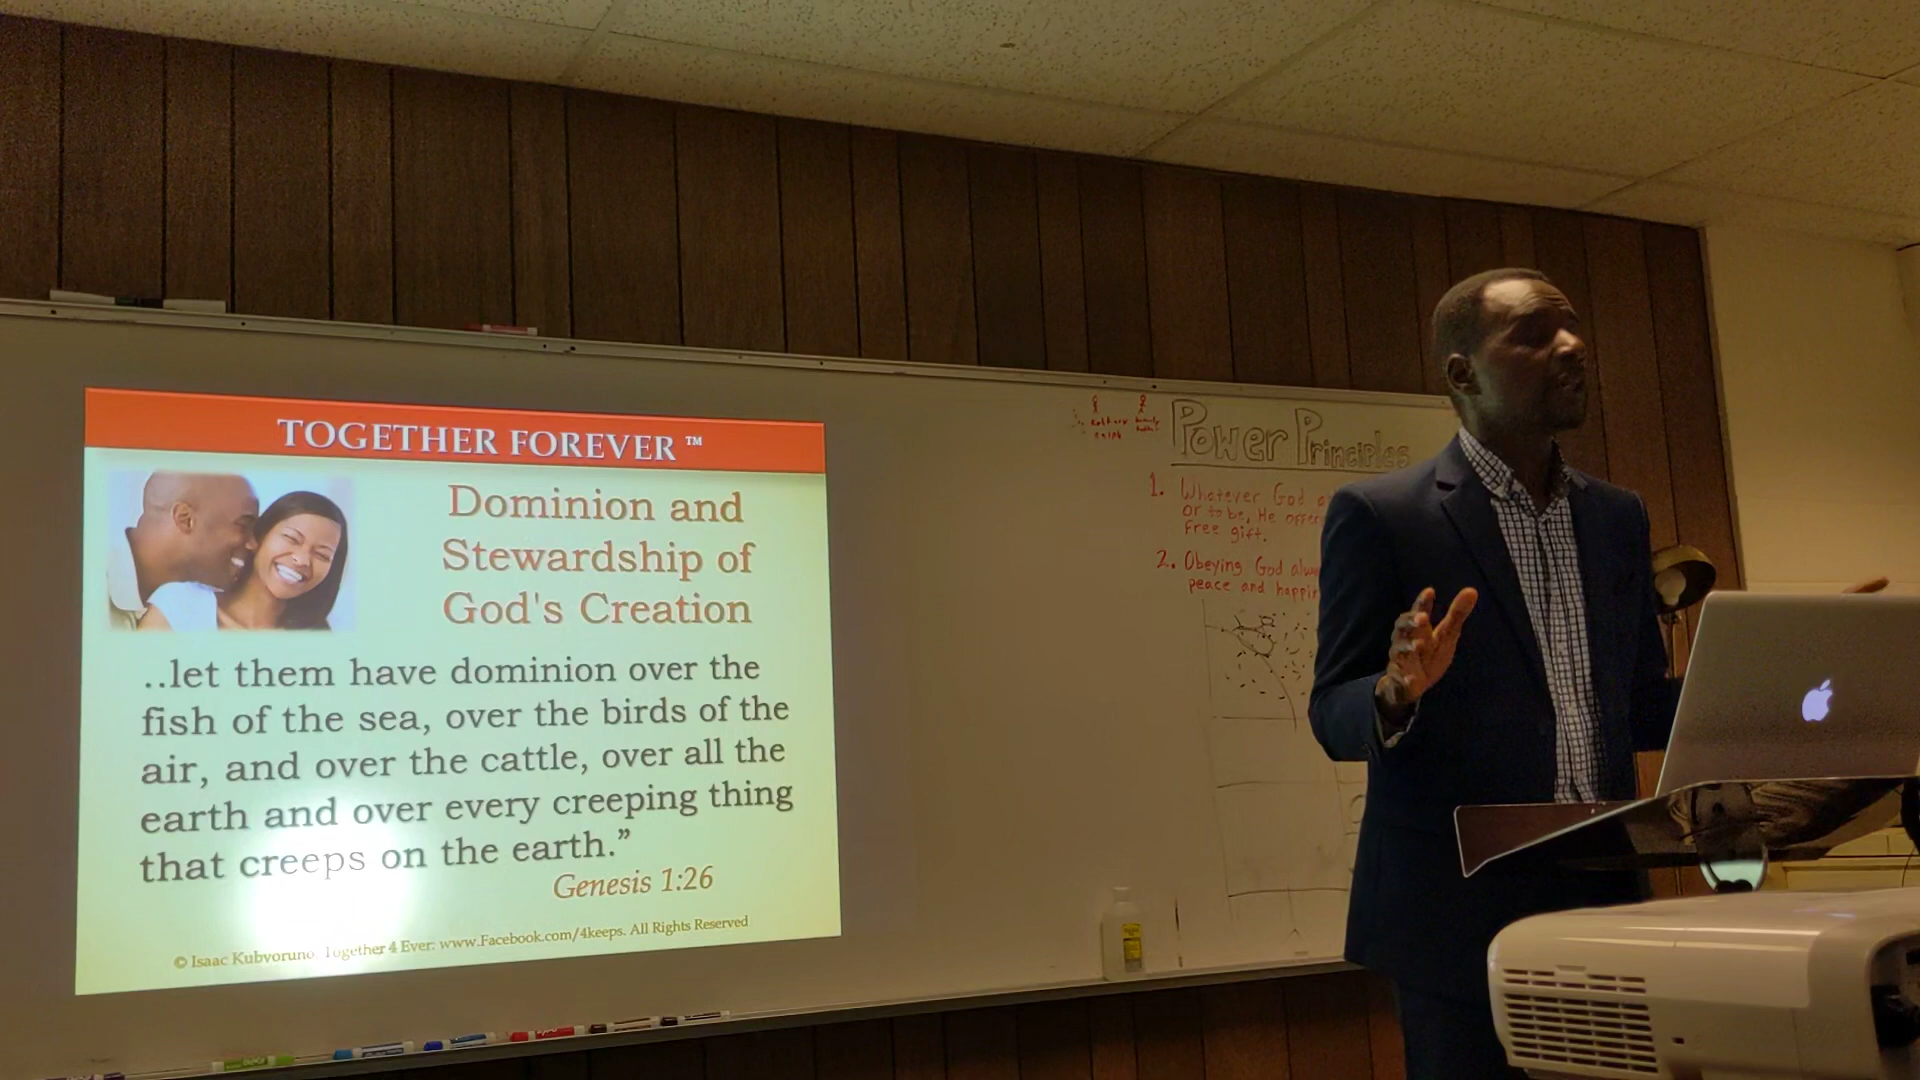 TOGETHER FOREVER ™
Dominion and
Stewardship of
God's Creation
..let them have dominion over the
fish of the sea, over the birds of the
air, and over the cattle, over all the
earth and over every creeping thing
that creeps on the earth.”
Genesis 1:26
© Isaac Kubvoruno, Together 4 Ever: www.Facebook.com/4keeps. All Rights Reserved
Power Principles
1. Whatever God
or to be, He
free gift.
2. Obeying God
peace and